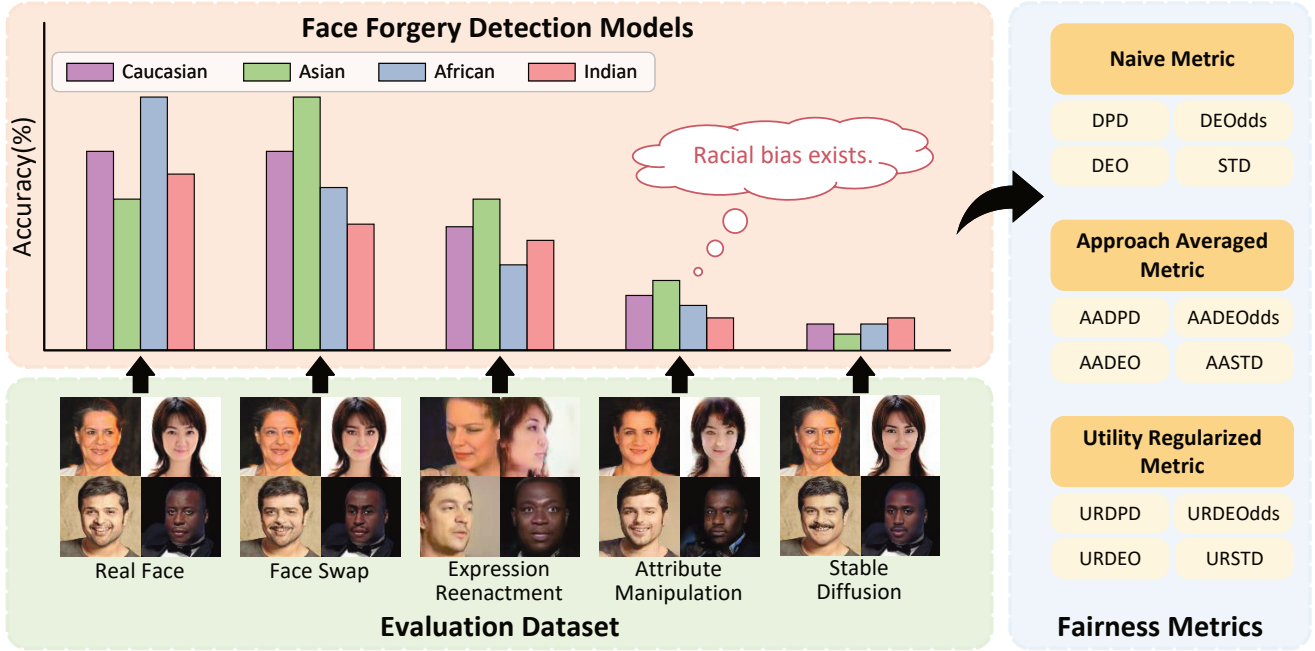 Face Forgery Detection Models
Caucasian Asian African Indian
Accuracy(%)
Racial bias exists.
Real Face
Face Swap
Expression
Reenactment
Attribute
Manipulation
Stable
Diffusion
Evaluation Dataset
Naive Metric
DPD DEOdds
DEO STD
Approach Averaged
Metric
AADPD AADEOdds
AADEO AASTD
Utility Regularized
Metric
URDPD URDEOdds
URDEO URSTD
Fairness Metrics